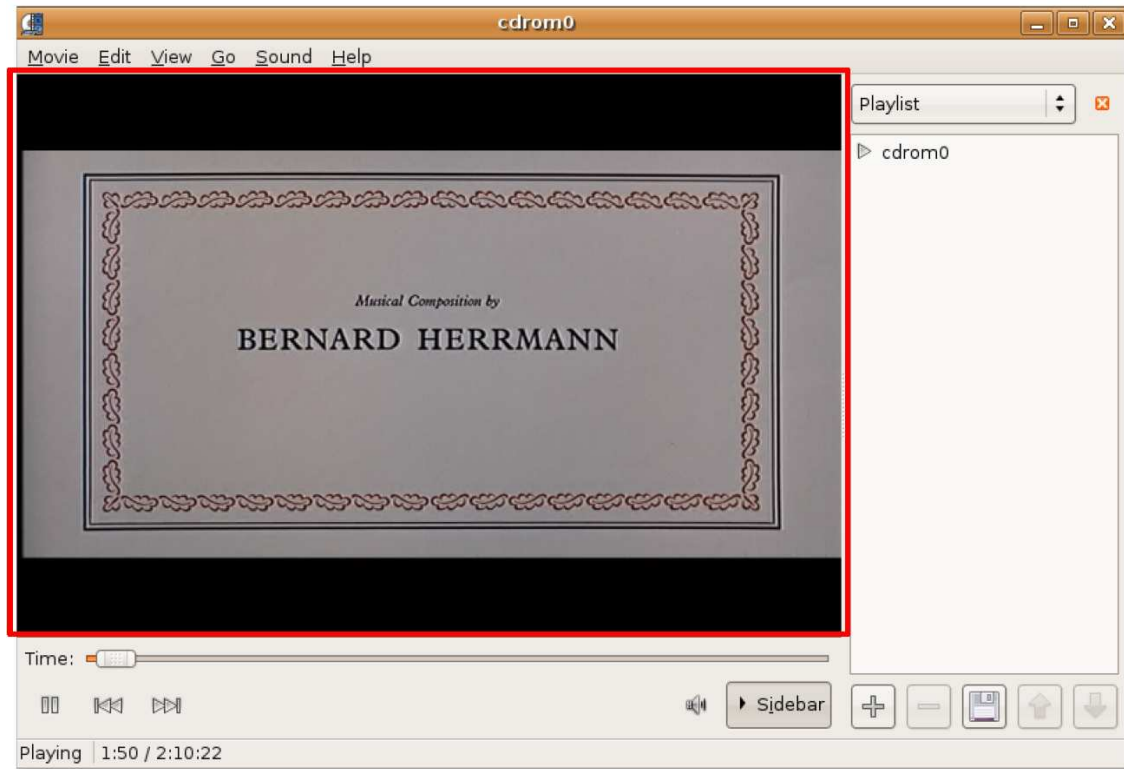 cdrom0
Movie Edit View Go Sound Help
Playlist
cdrom0
Musical Composition by
BERNARD HERRMANN
Time:
Sidebar
Playing 1:50 / 2:10:22